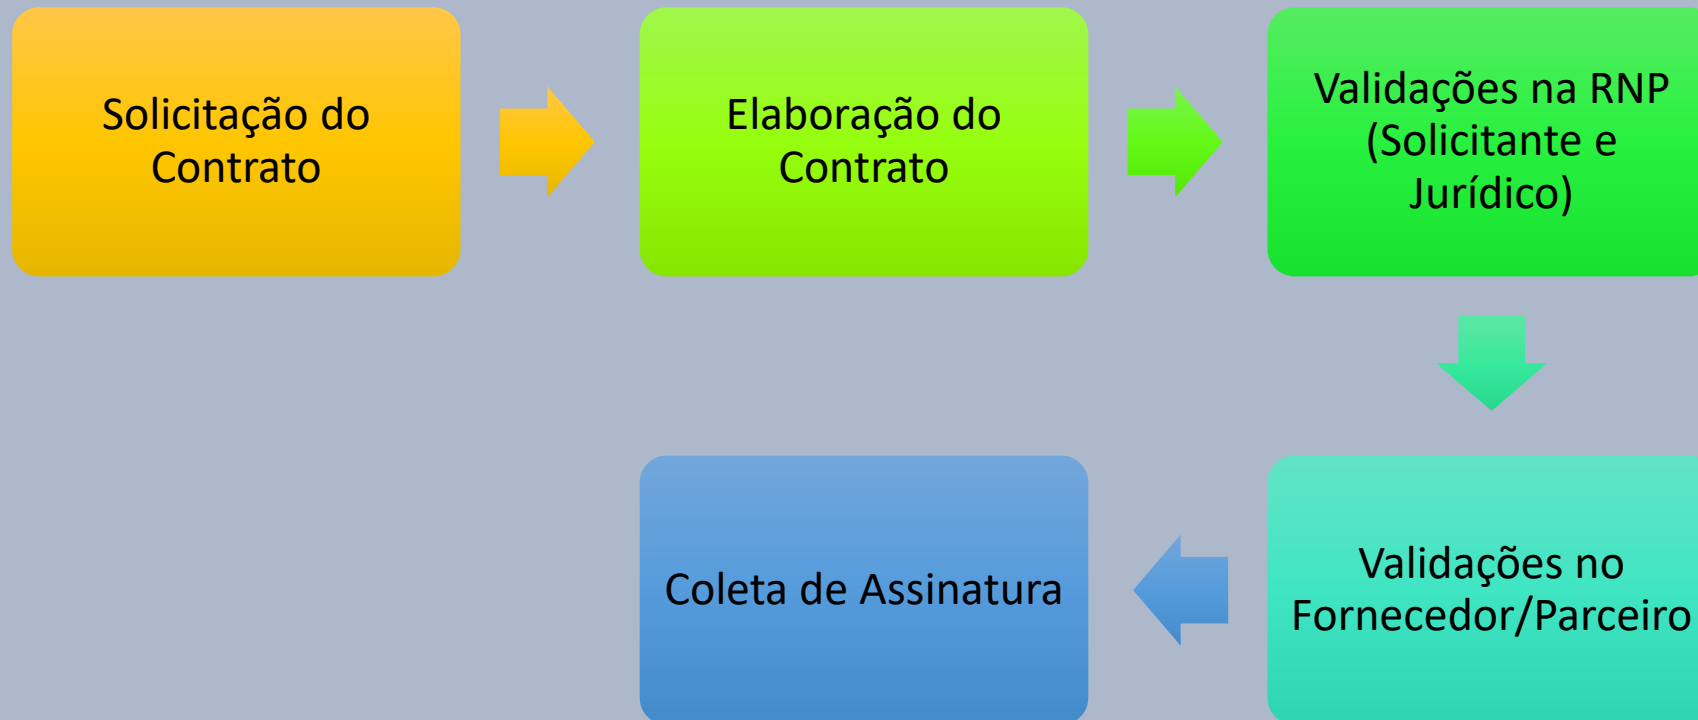 Solicitação do
Contrato
Elaboração do
Contrato
Validações na RNP
(Solicitante e
Jurídico)
Validações no
Fornecedor/Parceiro
Coleta de Assinatura